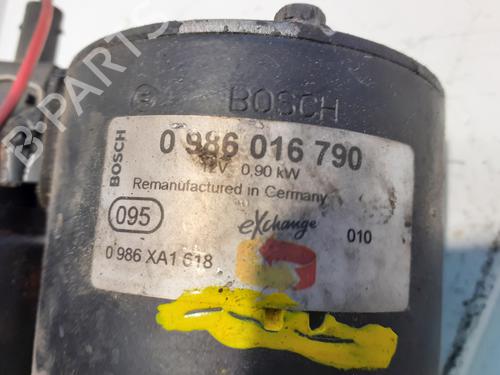 BOSCH
BOSCH
0 986 016 790
12V 0,90 kW
Remanufactured in Germany
095
eXchange
010
0 986 XA1 618
B-PARTS